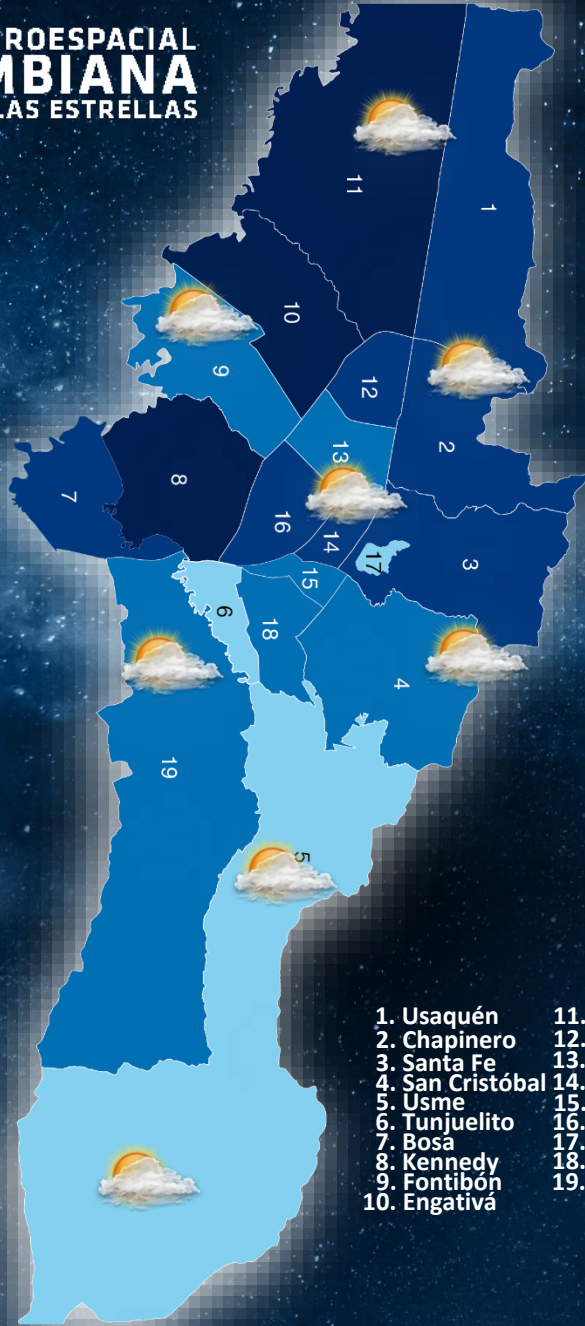 ROESPACIAL
MBIANA
LAS ESTRELLAS
11
1
10
9
12
2
13
8
7
16
14
17
3
15
6
18
4
19
5
1. Usaquén
2. Chapinero
3. Santa Fe
4. San Cristóbal
5. Usme
6. Tunjuelito
7. Bosa
8. Kennedy
9. Fontibón
10. Engativá
11.
12.
13.
14.
15.
16.
17.
18.
19.